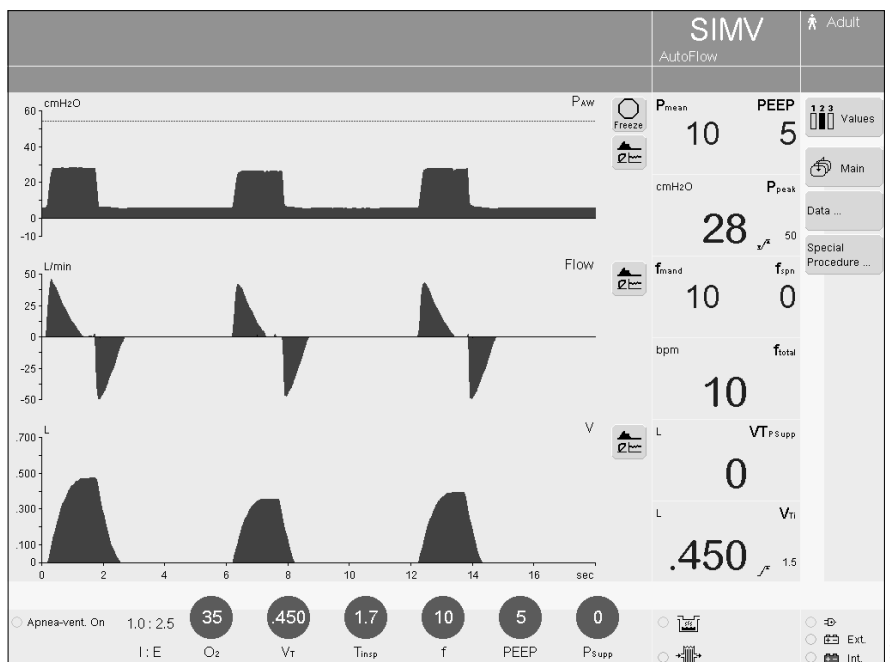 SIMV
AutoFlow
Adult
cmH2O
PAW
60
40
20
0
-10
Freeze
Pmean PEEP
10 5
cmH2O Ppeak
28 50
1 2 3
Values
Main
Data ...
Special
Procedure ...
L/min
Flow
50
25
0
-25
-50
fmand fspn
10 0
bpm ftotal
10
L
V
.700
.500
.300
.100
0
0 2 4 6 8 10 12 14 16 sec
L VTPSupp
0
L VTi
.450 1.5
Apnea-vent. On 1.0 : 2.5 35 .450 1.7 10 5 0
I : E O2 VT Tinsp f PEEP PSupp
Ext.
Int.